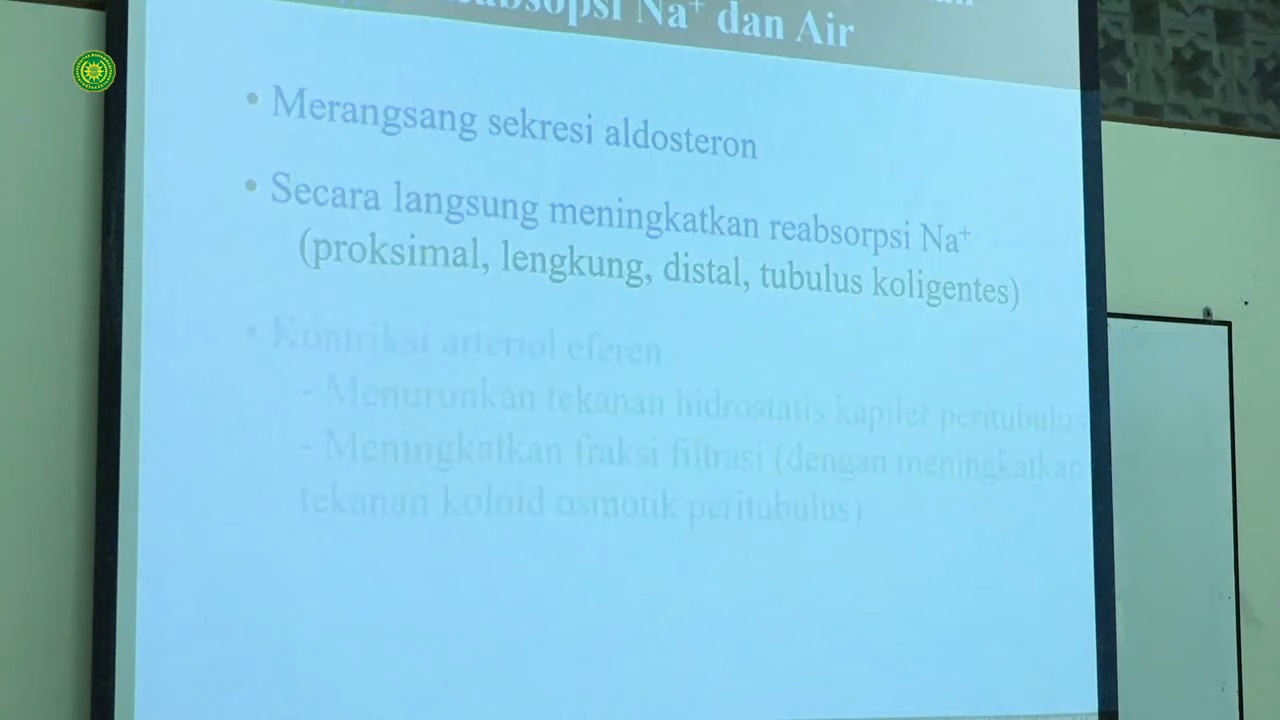 Na⁺ dan Air
• Merangsang sekresi aldosteron
• Secara langsung meningkatkan reabsorpsi Na⁺
(proksimal, lengkung, distal, tubulus koligentes)
• Kontriksi arteriol eferen
- Menurunkan tekanan hidrostatis kapiler peritubulus
- Meningkatkan fraksi filtrasi (dengan meningkatkan
tekanan koloid osmotik peritubulus)